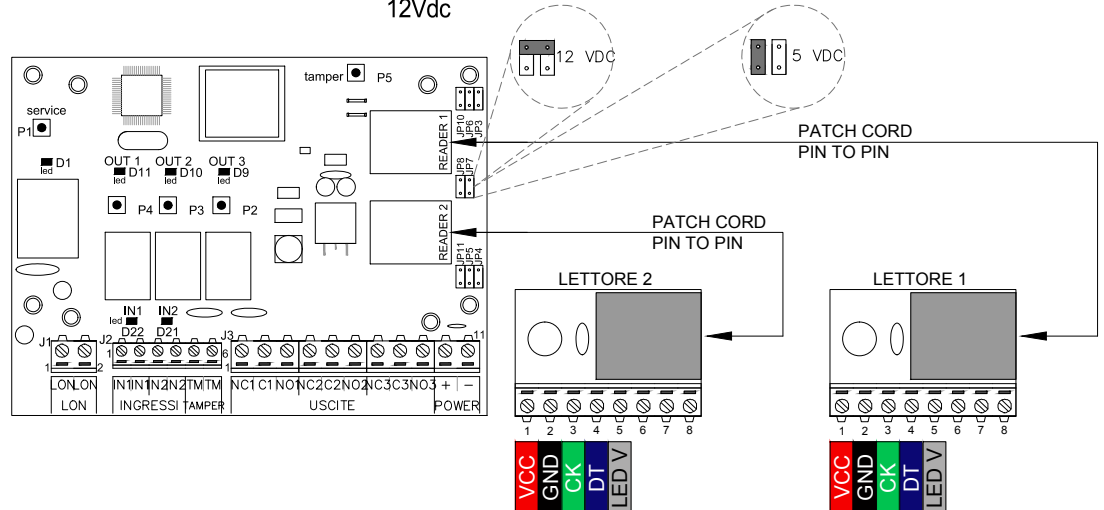 12Vdc
12 VDC
5 VDC
tamper P5
service
P1
D1
led
OUT 1 OUT 2 OUT 3
D11 D10 D9
led led led
P4 P3 P2
READER 1
JP10
JP6
JP3
JP8
JP7
READER 2
JP11
JP5
JP4
PATCH CORD
PIN TO PIN
PATCH CORD
PIN TO PIN
LETTORE 2
LETTORE 1
IN1 IN2
led
D22 D21
J1 J2 J3
1 2 1 6 1 11
LON LON IN1 IN1 IN2 IN2 TM TM NC1 C1 NO1 NC2 C2 NO2 NC3 C3 NO3 + -
LON INGRESSI TAMPER USCITE POWER
1 2 3 4 5 6 7 8
VCC
GND
CK
DT
LED V
1 2 3 4 5 6 7 8
VCC
GND
CK
DT
LED V